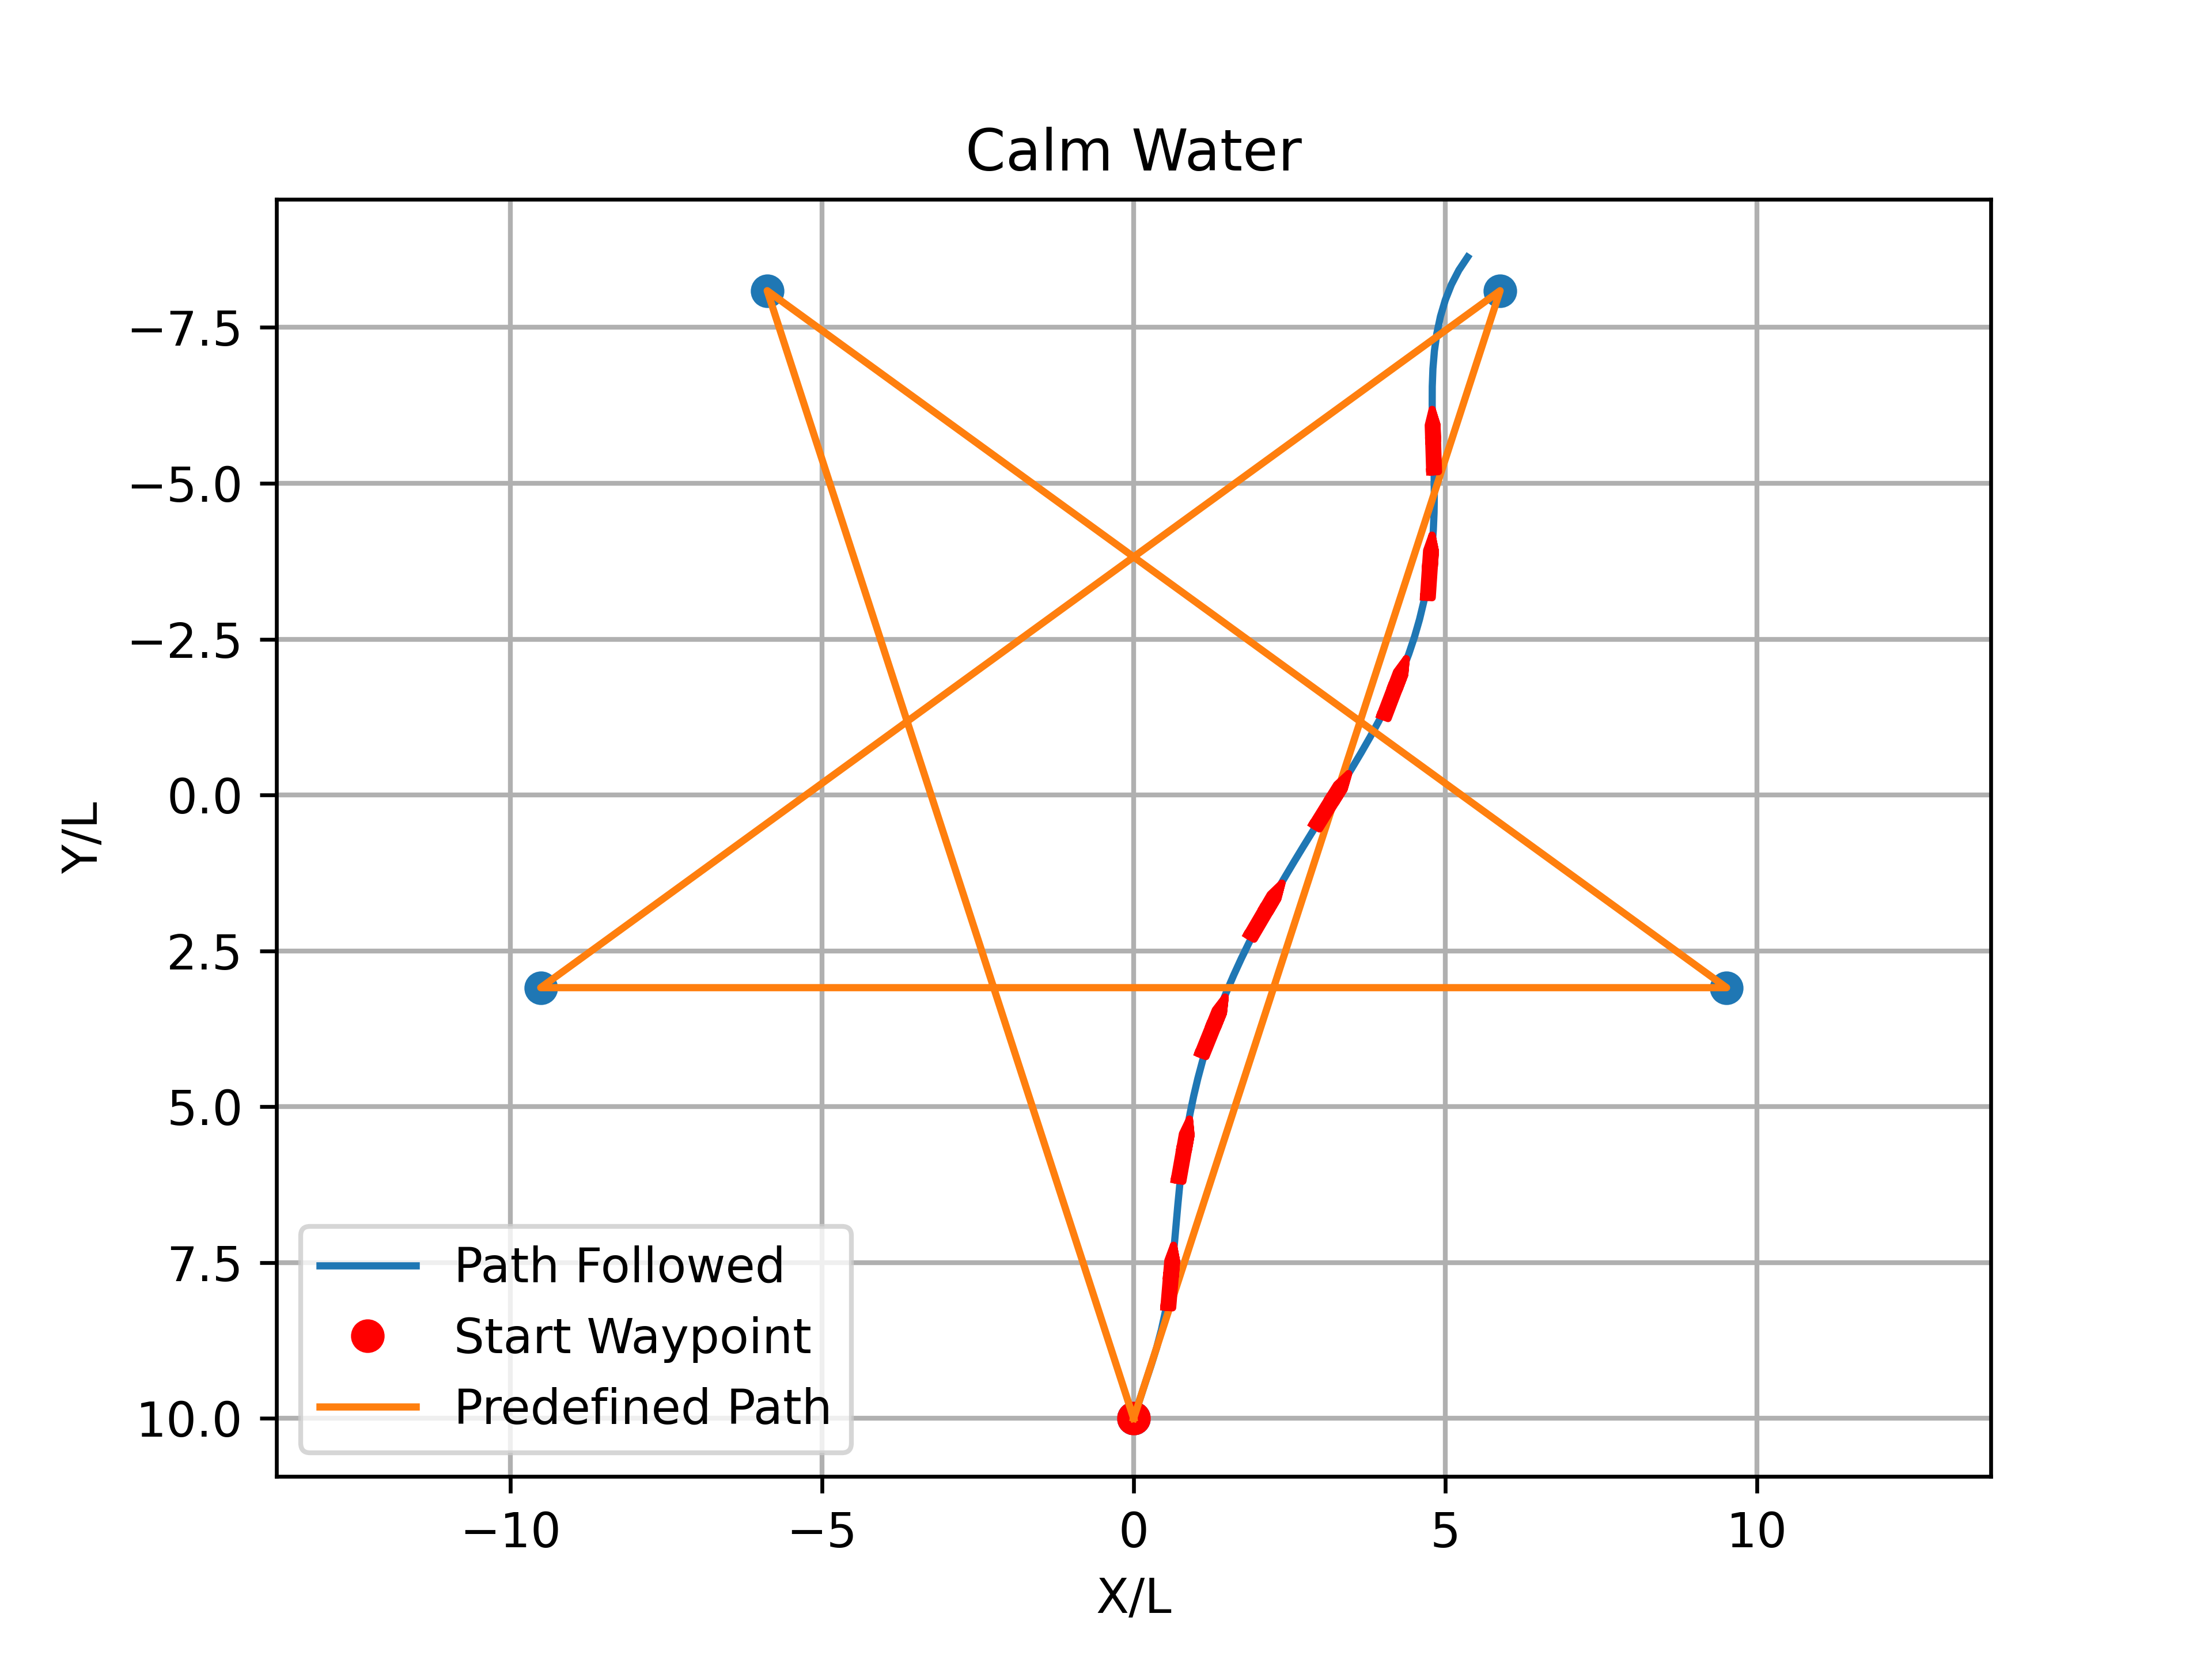 Calm Water
−7.5
−5.0
−2.5
0.0
2.5
5.0
7.5
10.0
Y/L
Path Followed
Start Waypoint
Predefined Path
−10 −5 0 5 10
X/L